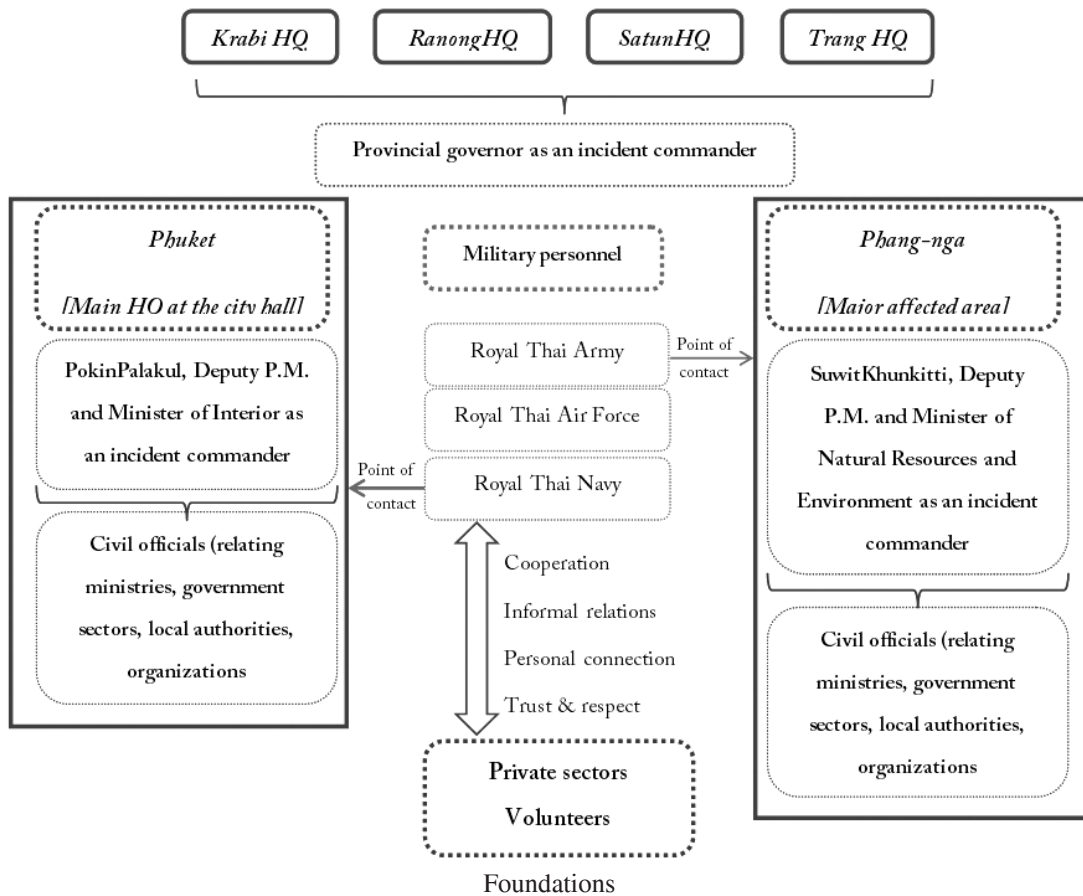 Krabi HQ
RanongHQ
SatunHQ
Trang HQ
Provincial governor as an incident commander
Phuket
[Main HO at the citv hall]
PokinPalakul, Deputy P.M.
and Minister of Interior as
an incident commander
Civil officials (relating
ministries, government
sectors, local authorities,
organizations
Military personnel
Royal Thai Army
Royal Thai Air Force
Royal Thai Navy
Point of
contact
Point of
contact
Cooperation
Informal relations
Personal connection
Trust & respect
Private sectors
Volunteers
Foundations
Phang-nga
[Maior affected area]
SuwitKhunkitti, Deputy
P.M. and Minister of
Natural Resources and
Environment as an incident
commander
Civil officials (relating
ministries, government
sectors, local authorities,
organizations